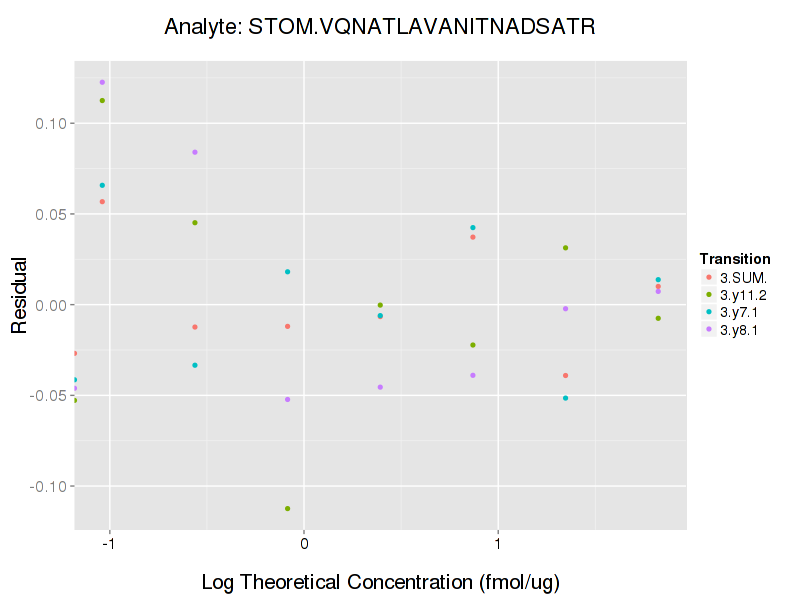 Analyte: STOM.VQNATLAVANITNADSATR
0.10
0.05
0.00
-0.05
-0.10
Residual
-1
0
1
Log Theoretical Concentration (fmol/ug)
Transition
3.SUM.
3.y11.2
3.y7.1
3.y8.1